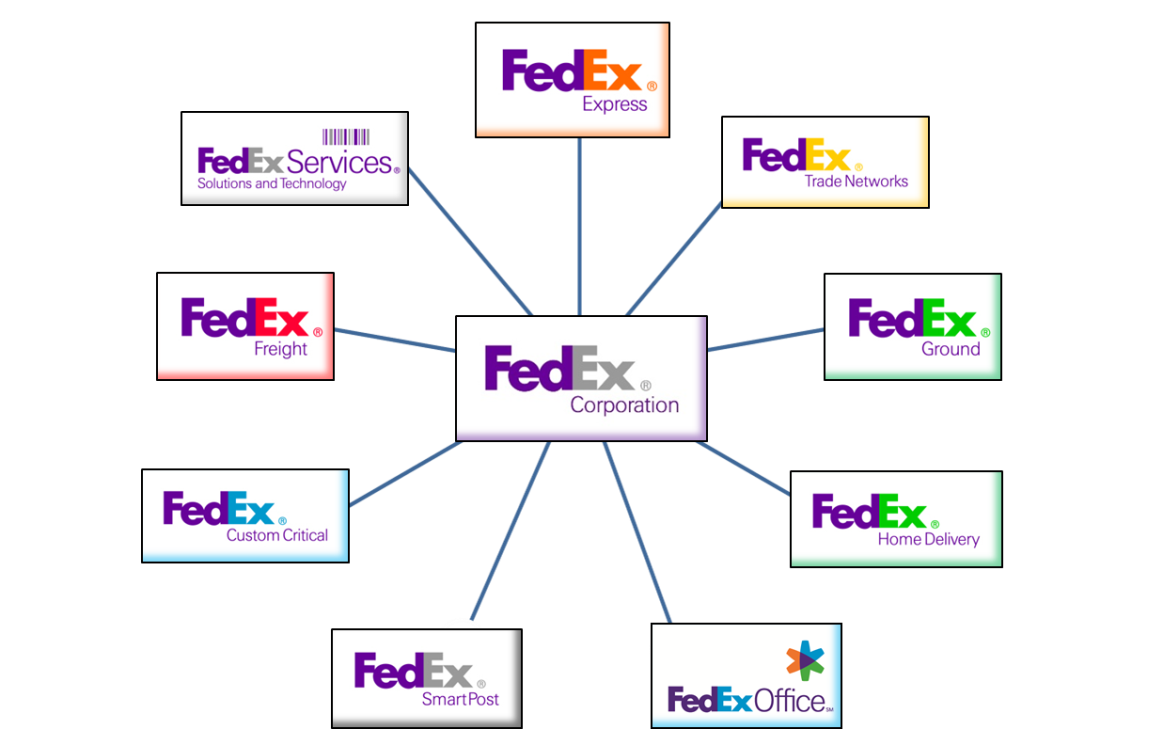 FedEx®
Express
FedEx Services®
Solutions and Technology
FedEx®
Trade Networks
FedEx®
Freight
FedEx®
Ground
FedEx®
Corporation
FedEx®
Custom Critical
FedEx®
Home Delivery
FedEx®
SmartPost
FedEx Office℠